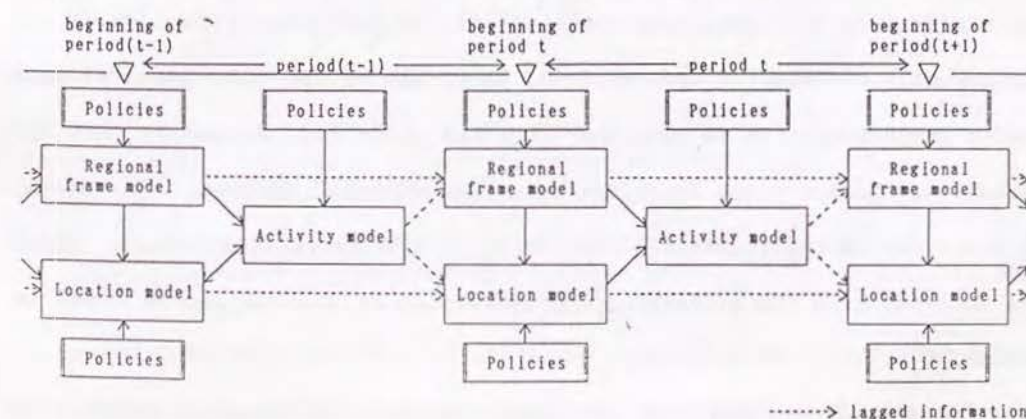 beginning of
period(t-1)
beginning of
period t
beginning of
period(t+1)
period(t-1)
period t
Policies
Policies
Policies
Policies
Policies
Regional
frame model
Regional
frame model
Regional
frame model
Activity model
Activity model
Location model
Location model
Location model
Policies
Policies
Policies
lagged information